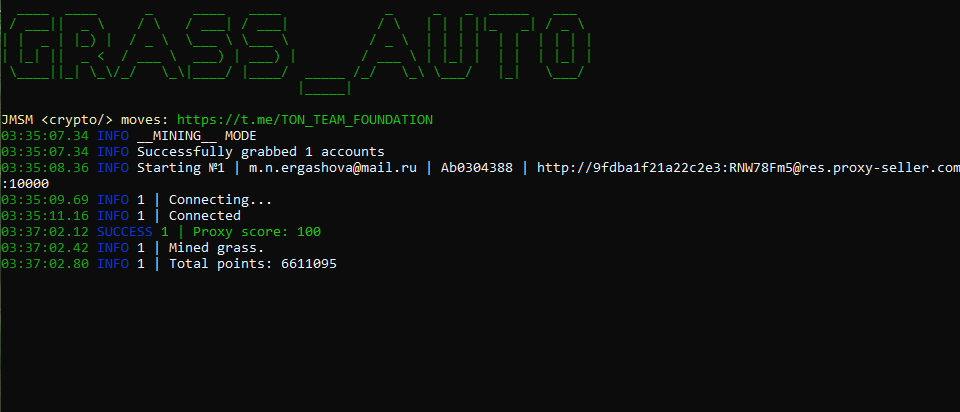 GRASS_AUTO
JMSM <crypto/> moves: https://t.me/TON_TEAM_FOUNDATION
03:35:07.34 INFO __MINING__ MODE
03:35:07.34 INFO Successfully grabbed 1 accounts
03:35:08.36 INFO Starting №1 | m.n.ergashova@mail.ru | Ab0304388 | http://9fdba1f21a22c2e3:RNW78Fm5@res.proxy-seller.com
:10000
03:35:09.69 INFO 1 | Connecting...
03:35:11.16 INFO 1 | Connected
03:37:02.12 SUCCESS 1 | Proxy score: 100
03:37:02.42 INFO 1 | Mined grass.
03:37:02.80 INFO 1 | Total points: 6611095